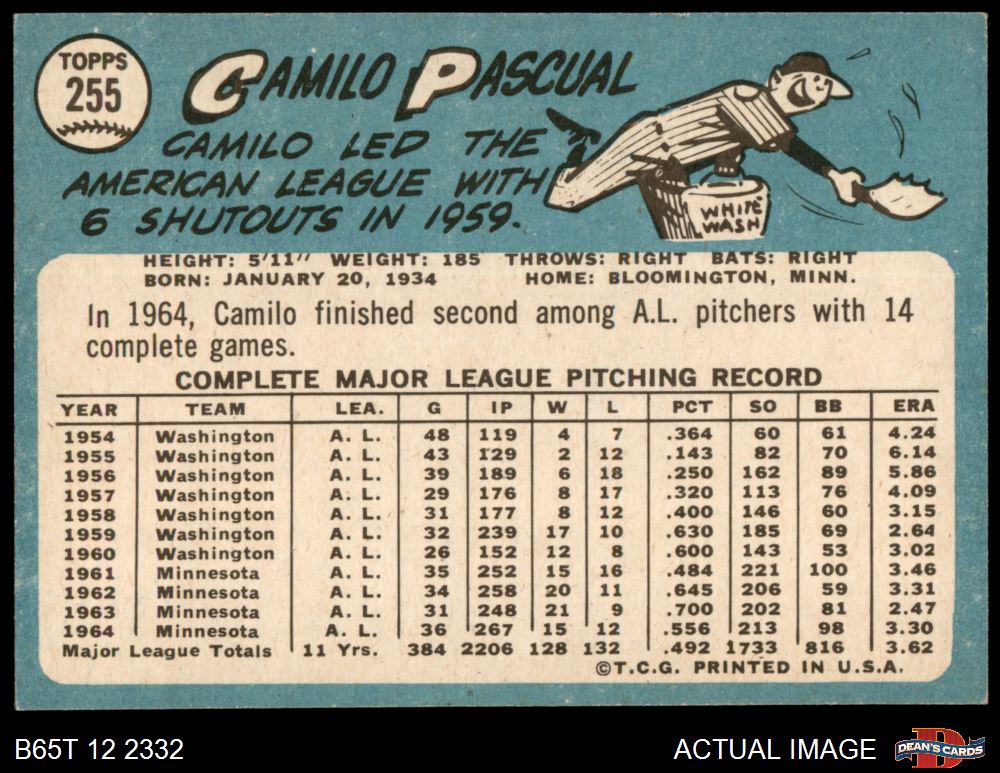 TOPPS
255
CAMILO PASCUAL
CAMILO LED THE
AMERICAN LEAGUE WITH
6 SHUTOUTS IN 1959.
WHITE
WASH
HEIGHT: 5'11" WEIGHT: 185 THROWS: RIGHT BATS: RIGHT
BORN: JANUARY 20, 1934 HOME: BLOOMINGTON, MINN.
In 1964, Camilo finished second among A.L. pitchers with 14
complete games.
COMPLETE MAJOR LEAGUE PITCHING RECORD
YEAR TEAM LEA. G IP W L PCT SO BB ERA
1954 Washington A. L. 48 119 4 7 .364 60 61 4.24
1955 Washington A. L. 43 129 2 12 .143 82 70 6.14
1956 Washington A. L. 39 189 6 18 .250 162 89 5.86
1957 Washington A. L. 29 176 8 17 .320 113 76 4.09
1958 Washington A. L. 31 177 8 12 .400 146 60 3.15
1959 Washington A. L. 32 239 17 10 .630 185 69 2.64
1960 Washington A. L. 26 152 12 8 .600 143 53 3.02
1961 Minnesota A. L. 35 252 15 16 .484 221 100 3.46
1962 Minnesota A. L. 34 258 20 11 .645 206 59 3.31
1963 Minnesota A. L. 31 248 21 9 .700 202 81 2.47
1964 Minnesota A. L. 36 267 15 12 .556 213 98 3.30
Major League Totals 11 Yrs. 384 2206 128 132 .492 1733 816 3.62
©T.C.G. PRINTED IN U.S.A.
B65T 12 2332 ACTUAL IMAGE
DEAN'S CARDS